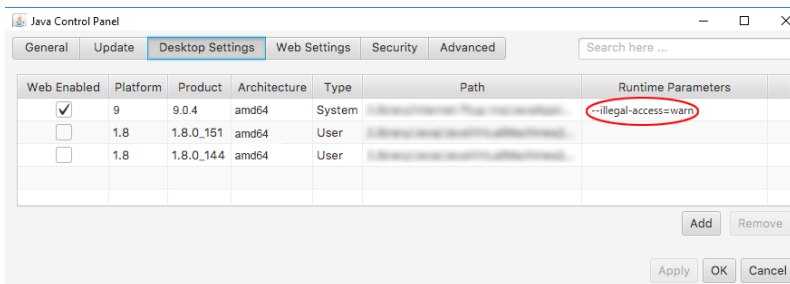 Java Control Panel
General Update Desktop Settings Web Settings Security Advanced Search here ...
Web Enabled Platform Product Architecture Type Path Runtime Parameters
9 9.0.4 amd64 System --illegal-access=warn
1.8 1.8.0_151 amd64 User
1.8 1.8.0_144 amd64 User
Add Remove
Apply OK Cancel